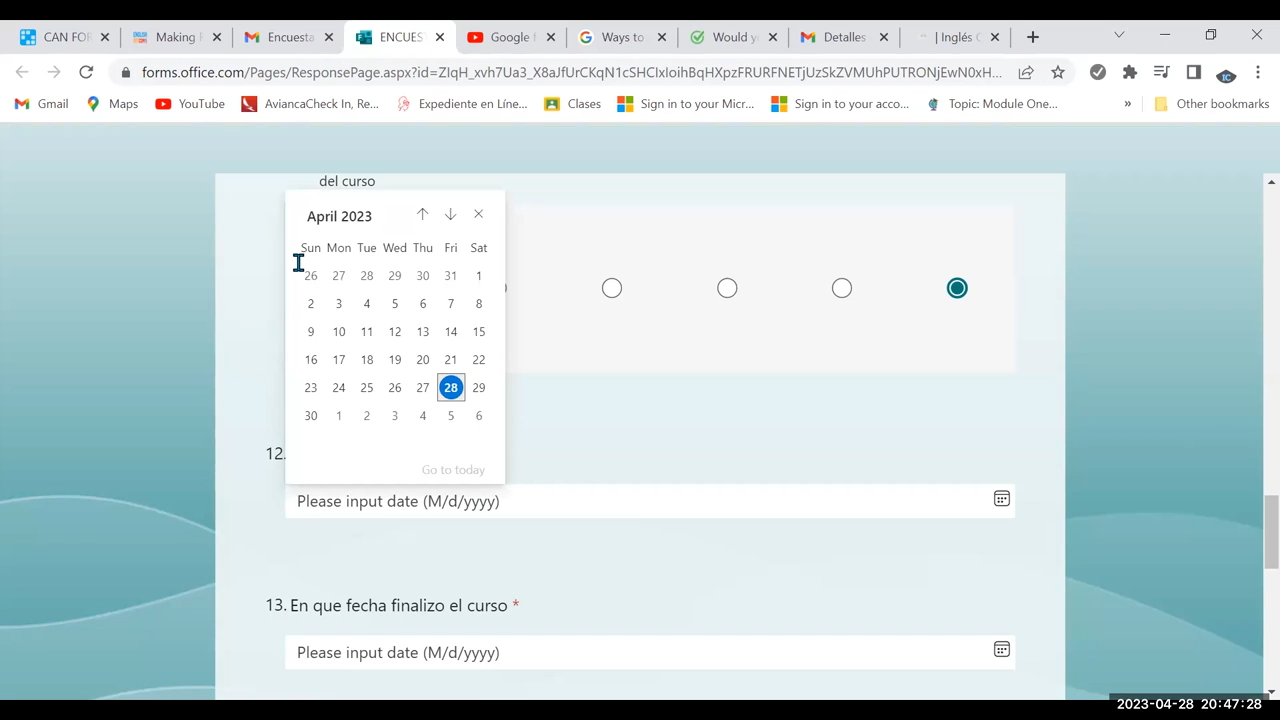 CAN FOR
Making F
Encuesta
ENCUES
Google f
Ways to
Would y
Detalles
| Inglés C
forms.office.com/Pages/ResponsePage.aspx?id=ZIqH_xvh7Ua3_X8aJfUrCKqN1cSHClxIoihBqHXpzFRURFNETjUzSkZVMUhPUTRONjEwN0xH...
Gmail
Maps
YouTube
AviancaCheck In, Re...
Expediente en Líne...
Clases
Sign in to your Micr...
Sign in to your acco...
Topic: Module One...
»
Other bookmarks
del curso
April 2023
Sun Mon Tue Wed Thu Fri Sat
26 27 28 29 30 31 1
2 3 4 5 6 7 8
9 10 11 12 13 14 15
16 17 18 19 20 21 22
23 24 25 26 27 28 29
30 1 2 3 4 5 6
Go to today
12.
Please input date (M/d/yyyy)
13. En que fecha finalizo el curso *
Please input date (M/d/yyyy)
2023-04-28 20:47:28